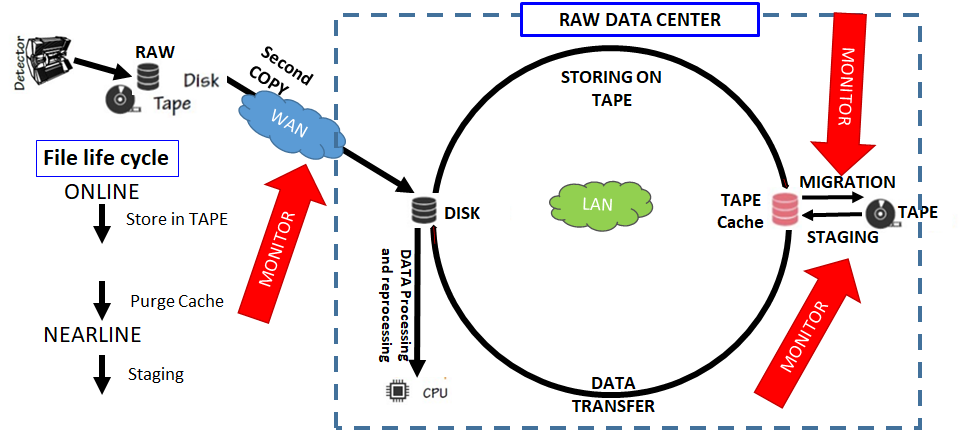 RAW DATA CENTER
Detector
RAW
Disk
Tape
Second
COPY
WAN
STORING ON
TAPE
MONITOR
File life cycle
ONLINE
Store in TAPE
Purge Cache
NEARLINE
Staging
MONITOR
DISK
LAN
TAPE
Cache
MIGRATION
TAPE
STAGING
DATA Processing
and reprocessing
CPU
DATA
TRANSFER
MONITOR